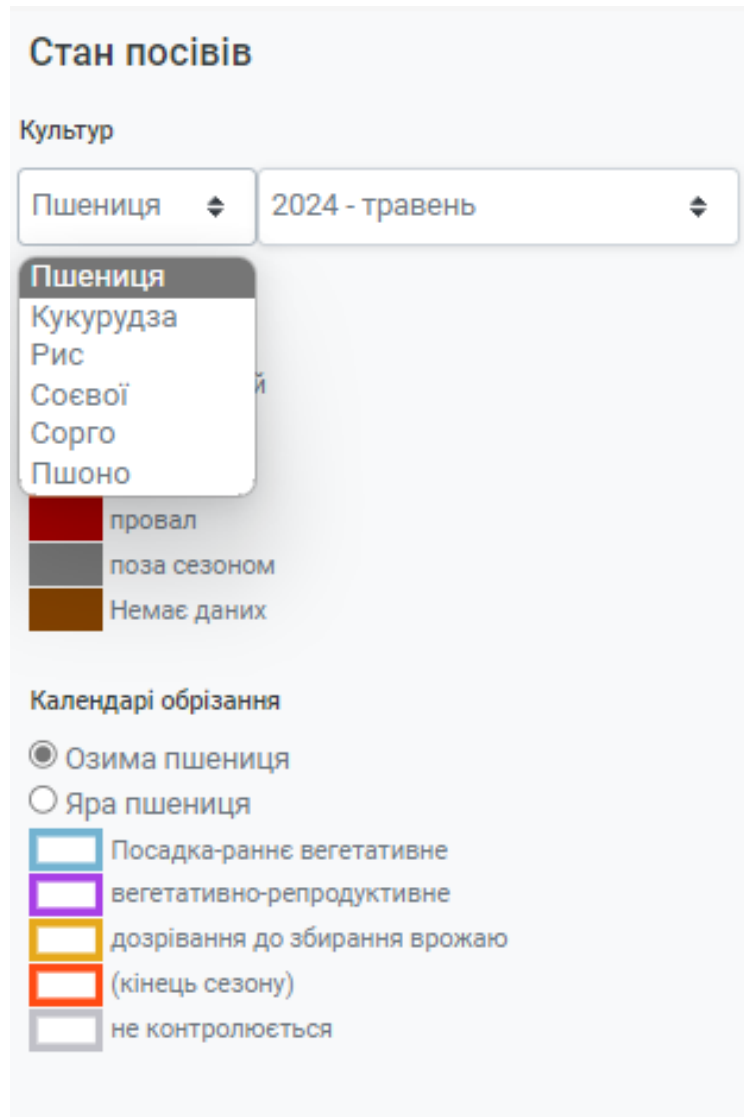 Стан посівів
Культур
Пшениця 2024 - травень
Пшениця
Кукурудза
Рис
Соєвої
й
Сорго
Пшоно
провал
поза сезоном
Немає даних
Календарі обрізання
Озима пшениця
Яра пшениця
Посадка-раннє вегетативне
вегетативно-репродуктивне
дозрівання до збирання врожаю
(кінець сезону)
не контролюється